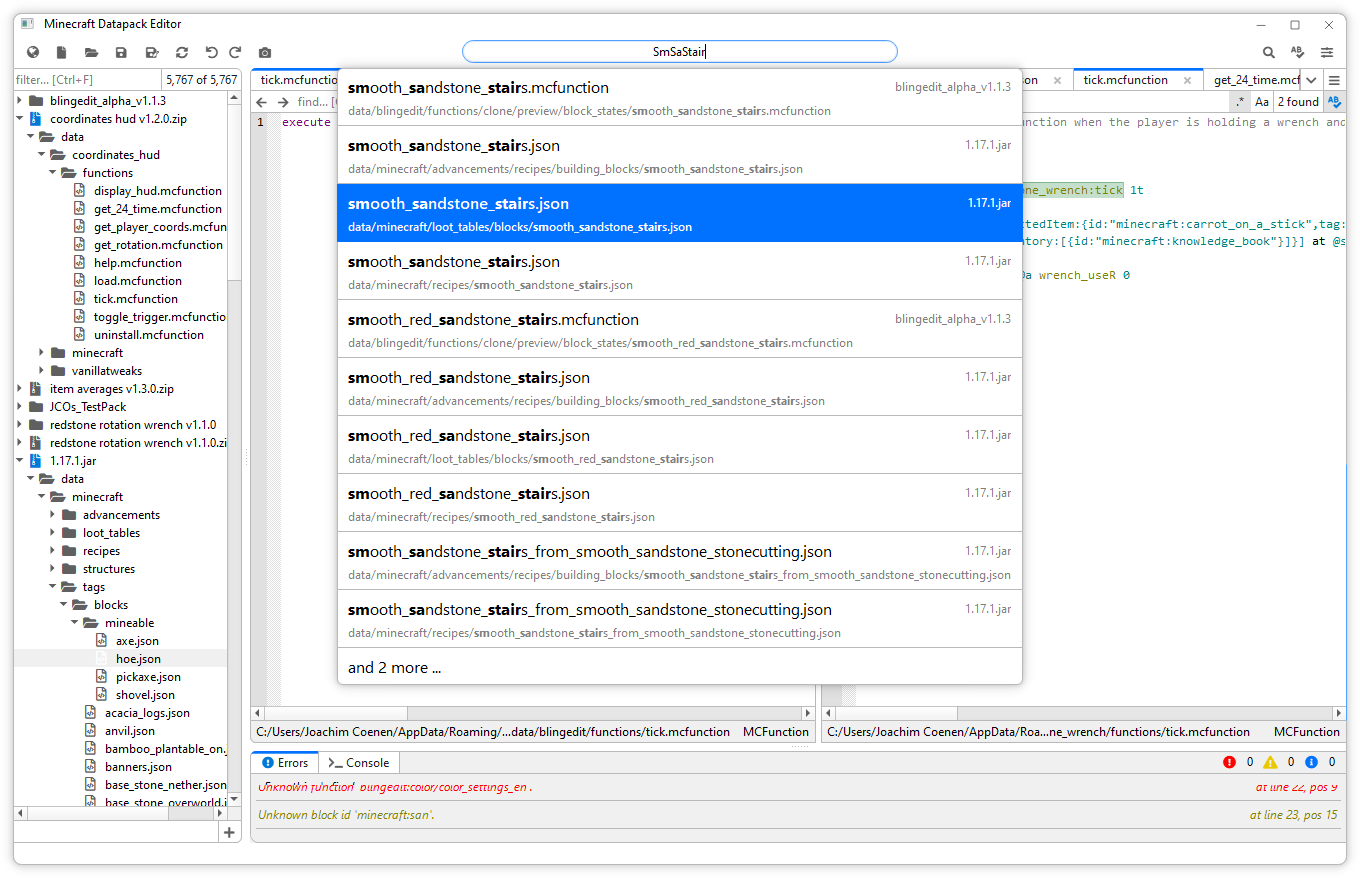 Minecraft Datapack Editor
SmSaStair
filter... [Ctrl+F]
5,767 of 5,767
blingedit_alpha_v1.1.3
coordinates hud v1.2.0.zip
data
coordinates_hud
functions
display_hud.mcfunction
get_24_time.mcfunction
get_player_coords.mcfun
get_rotation.mcfunction
help.mcfunction
load.mcfunction
tick.mcfunction
toggle_trigger.mcfunctio
uninstall.mcfunction
minecraft
vanillatweaks
item averages v1.3.0.zip
JCOs_TestPack
redstone rotation wrench v1.1.0
redstone rotation wrench v1.1.0.zi
1.17.1.jar
data
minecraft
advancements
loot_tables
recipes
structures
tags
blocks
mineable
axe.json
hoe.json
pickaxe.json
shovel.json
acacia_logs.json
anvil.json
bamboo_plantable_on.j
banners.json
base_stone_nether.json
base_stone_overworld.j
tick.mcfunctio
find... [
1 execute
smooth_sandstone_stairs.mcfunction blingedit_alpha_v1.1.3
data/blingedit/functions/clone/preview/block_states/smooth_sandstone_stairs.mcfunction
smooth_sandstone_stairs.json 1.17.1.jar
data/minecraft/advancements/recipes/building_blocks/smooth_sandstone_stairs.json
smooth_sandstone_stairs.json 1.17.1.jar
data/minecraft/loot_tables/blocks/smooth_sandstone_stairs.json
smooth_sandstone_stairs.json 1.17.1.jar
data/minecraft/recipes/smooth_sandstone_stairs.json
smooth_red_sandstone_stairs.mcfunction blingedit_alpha_v1.1.3
data/blingedit/functions/clone/preview/block_states/smooth_red_sandstone_stairs.mcfunction
smooth_red_sandstone_stairs.json 1.17.1.jar
data/minecraft/advancements/recipes/building_blocks/smooth_red_sandstone_stairs.json
smooth_red_sandstone_stairs.json 1.17.1.jar
data/minecraft/loot_tables/blocks/smooth_red_sandstone_stairs.json
smooth_red_sandstone_stairs.json 1.17.1.jar
data/minecraft/recipes/smooth_red_sandstone_stairs.json
smooth_sandstone_stairs_from_smooth_sandstone_stonecutting.json 1.17.1.jar
data/minecraft/advancements/recipes/building_blocks/smooth_sandstone_stairs_from_smooth_sandstone_stonecutting.json
smooth_sandstone_stairs_from_smooth_sandstone_stonecutting.json 1.17.1.jar
data/minecraft/recipes/smooth_sandstone_stairs_from_smooth_sandstone_stonecutting.json
and 2 more ...
on tick.mcfunction get_24_time.mcf
.* Aa 2 found
nction when the player is holding a wrench and
ne_wrench:tick 1t
tedItem:{id:"minecraft:carrot_on_a_stick",tag:
tory:[{id:"minecraft:knowledge_book"}]}] at @s
a wrench_useR 0
C:/Users/Joachim Coenen/AppData/Roaming/...data/blingedit/functions/tick.mcfunction MCFunction
C:/Users/Joachim Coenen/AppData/Roa...ne_wrench/functions/tick.mcfunction MCFunction
Errors Console 0 0 0
Unknown function 'blingedit:color/color_settings_en'. at line 22, pos 9
Unknown block id 'minecraft:san'. at line 23, pos 15